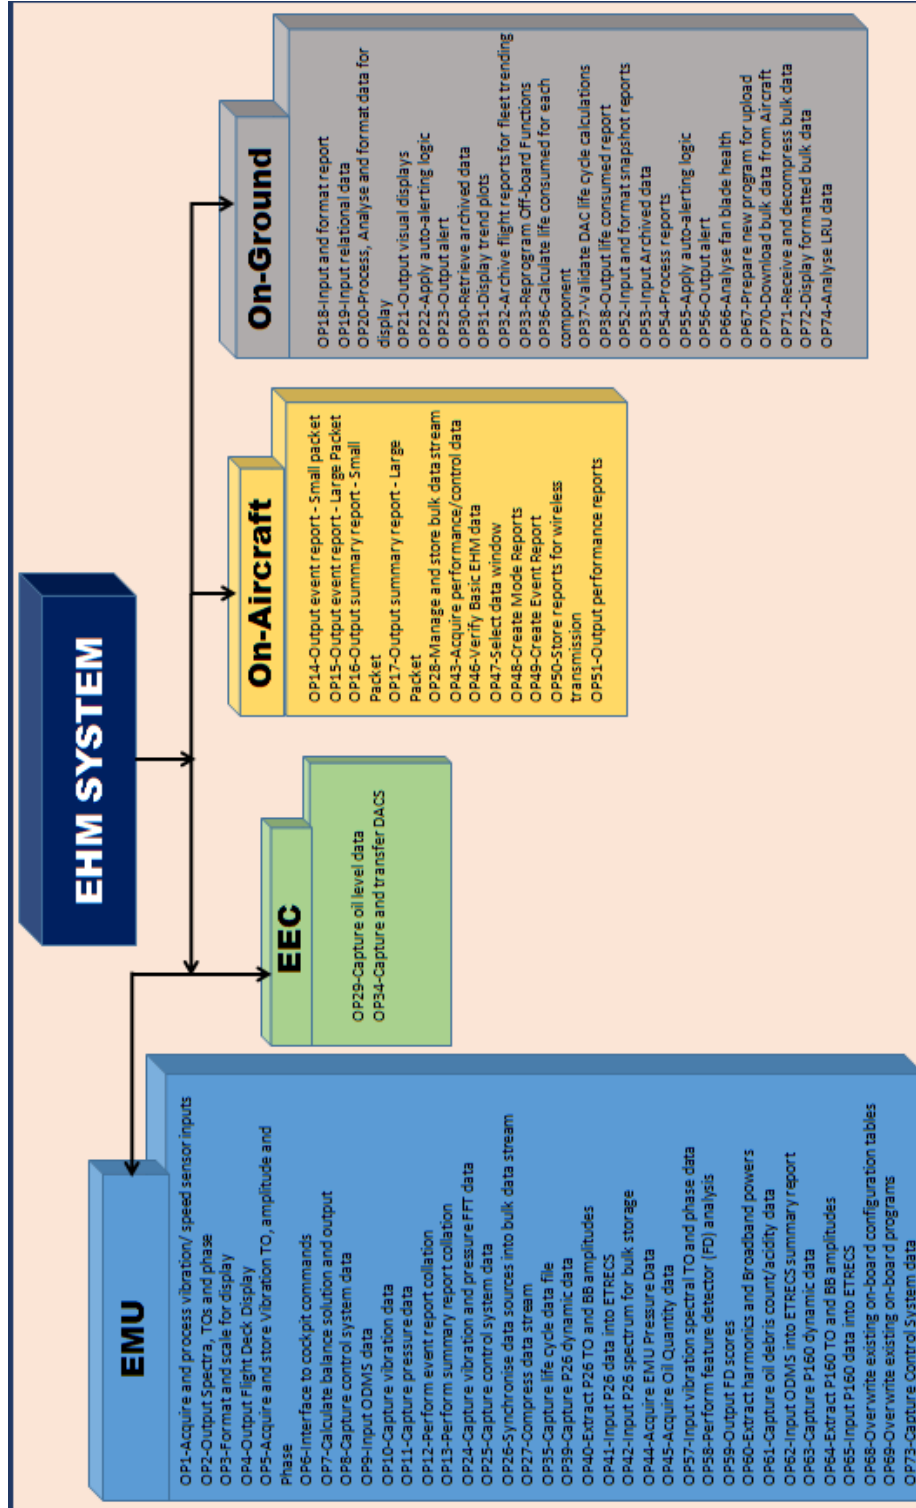 EHM SYSTEM
EMU
OP1-Acquire and process vibration/ speed sensor inputs
OP2-Output Spectra, TOs and phase
OP3-Format and scale for display
OP4-Output Flight Deck Display
OP5-Acquire and store Vibration TO, amplitude and
Phase
OP6-Interface to cockpit commands
OP7-Calculate balance solution and output
OP8-Capture control system data
OP9-Input ODMS data
OP10-Capture vibration data
OP11-Capture pressure data
OP12-Perform event report collation
OP13-Perform summary report collation
OP24-Capture vibration and pressure FFT data
OP25-Capture control system data
OP26-Synchronise data sources into bulk data stream
OP27-Compress data stream
OP35-Capture life cycle data file
OP39-Capture P26 dynamic data
OP40-Extract P26 TO and BB amplitudes
OP41-Input P26 data into ETRECS
OP42-Input P26 spectrum for bulk storage
OP44-Acquire EMU Pressure Data
OP45-Acquire Oil Quantity data
OP57-Input vibration spectral TO and phase data
OP58-Perform feature detector (FD) analysis
OP59-Output FD scores
OP60-Extract harmonics and Broadband powers
OP61-Capture oil debris count/acidity data
OP62-Input ODMS into ETRECS summary report
OP63-Capture P160 dynamic data
OP64-Extract P160 TO and BB amplitudes
OP65-Input P160 data into ETRECS
OP68-Overwrite existing on-board configuration tables
OP69-Overwrite existing on-board programs
OP73-Capture Control System data
EEC
OP29-Capture oil level data
OP34-Capture and transfer DACS
On-Aircraft
OP14-Output event report - Small packet
OP15-Output event report - Large Packet
OP16-Output summary report - Small
Packet
OP17-Output summary report - Large
Packet
OP28-Manage and store bulk data stream
OP43-Acquire performance/control data
OP46-Verify Basic EHM data
OP47-Select data window
OP48-Create Mode Reports
OP49-Create Event Report
OP50-Store reports for wireless
transmission
OP51-Output performance reports
On-Ground
OP18-Input and format report
OP19-Input relational data
OP20-Process, Analyse and format data for
display
OP21-Output visual displays
OP22-Apply auto-alerting logic
OP23-Output alert
OP30-Retrieve archived data
OP31-Display trend plots
OP32-Archive flight reports for fleet trending
OP33-Reprogram Off-board Functions
OP36-Calculate life consumed for each
component
OP37-Validate DAC life cycle calculations
OP38-Output life consumed report
OP52-Input and format snapshot reports
OP53-Input Archived data
OP54-Process reports
OP55-Apply auto-alerting logic
OP56-Output alert
OP66-Analyse fan blade health
OP67-Prepare new program for upload
OP70-Download bulk data from Aircraft
OP71-Receive and decompress bulk data
OP72-Display formatted bulk data
OP74-Analyse LRU data